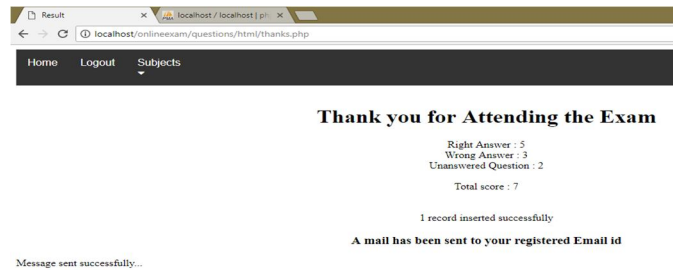 Result
localhost / localhost | ph
localhost/onlineexam/questions/html/thanks.php
Home Logout Subjects
Thank you for Attending the Exam
Right Answer : 5
Wrong Answer : 3
Unanswered Question : 2
Total score : 7
1 record inserted successfully
A mail has been sent to your registered Email id
Message sent successfully...